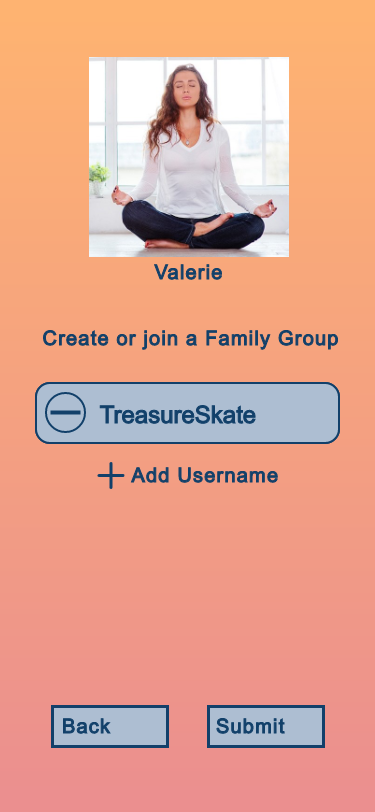 Valerie
Create or join a Family Group
TreasureSkate
Add Username
Back
Submit